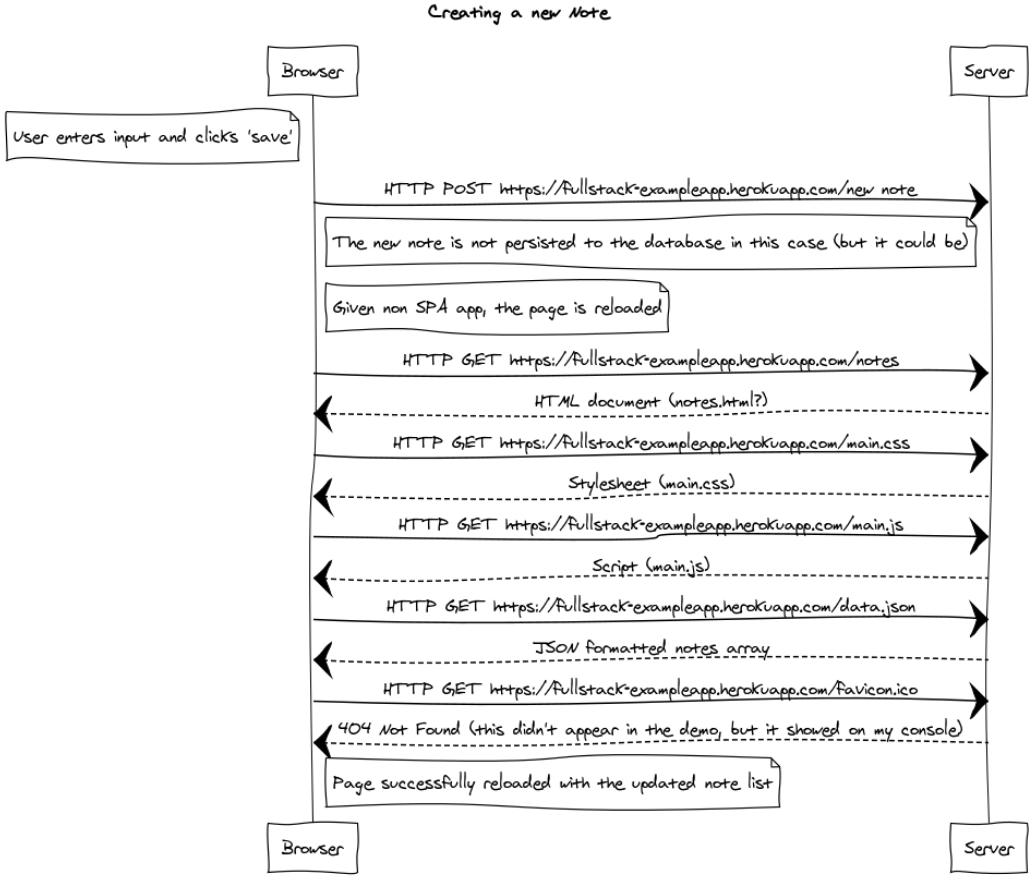 Creating a new Note
Browser
Server
User enters input and clicks 'save'
HTTP POST https://fullstack-exampleapp.herokuapp.com/new note
The new note is not persisted to the database in this case (but it could be)
Given non SPA app, the page is reloaded
HTTP GET https://fullstack-exampleapp.herokuapp.com/notes
HTML document (notes.html?)
HTTP GET https://fullstack-exampleapp.herokuapp.com/main.css
Stylesheet (main.css)
HTTP GET https://fullstack-exampleapp.herokuapp.com/main.js
Script (main.js)
HTTP GET https://fullstack-exampleapp.herokuapp.com/data.json
JSON formatted notes array
HTTP GET https://fullstack-exampleapp.herokuapp.com/favicon.ico
404 Not Found (this didn't appear in the demo, but it showed on my console)
Page successfully reloaded with the updated note list
Browser
Server